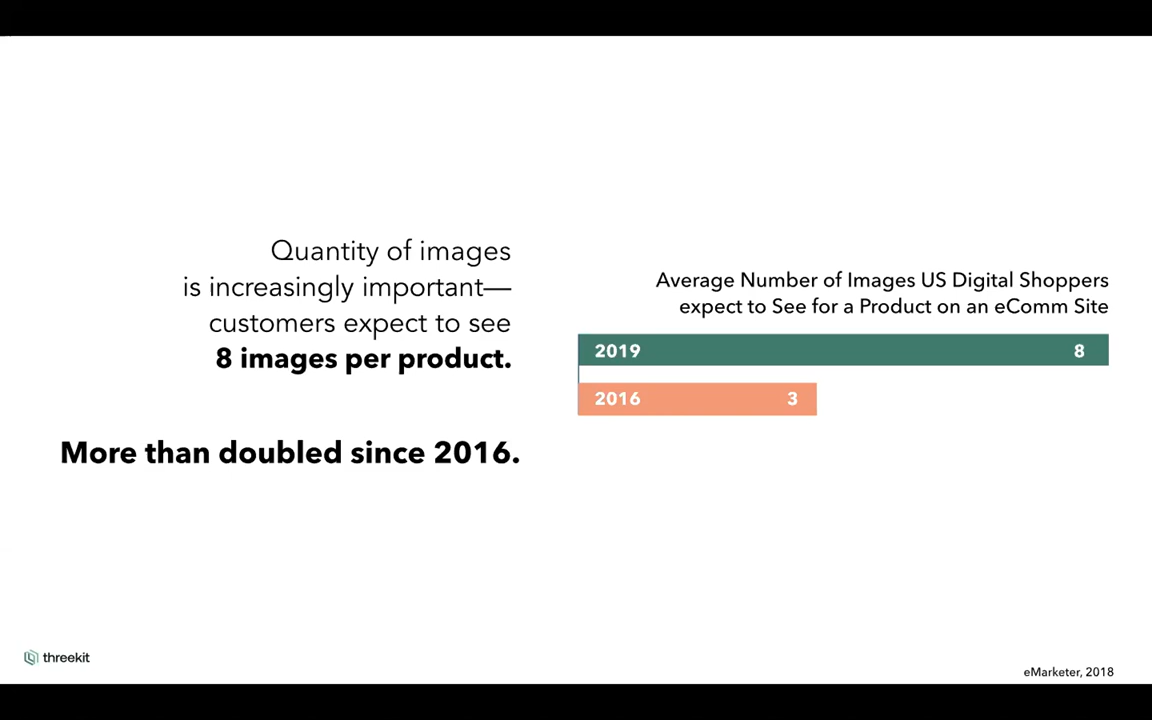 Quantity of images
is increasingly important—
customers expect to see
8 images per product.
More than doubled since 2016.
Average Number of Images US Digital Shoppers
expect to See for a Product on an eComm Site
2019 8
2016 3
threekit
eMarketer, 2018